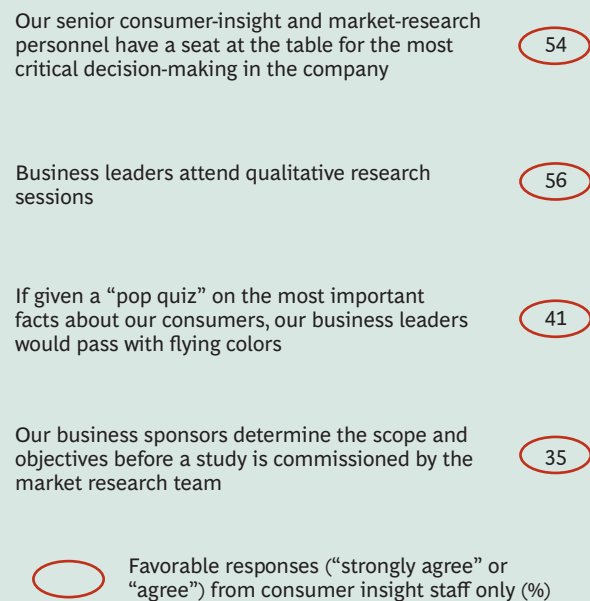 Our senior consumer-insight and market-research
personnel have a seat at the table for the most
critical decision-making in the company
54
Business leaders attend qualitative research
sessions
56
If given a “pop quiz” on the most important
facts about our consumers, our business leaders
would pass with flying colors
41
Our business sponsors determine the scope and
objectives before a study is commissioned by the
market research team
35
Favorable responses (“strongly agree” or
“agree”) from consumer insight staff only (%)